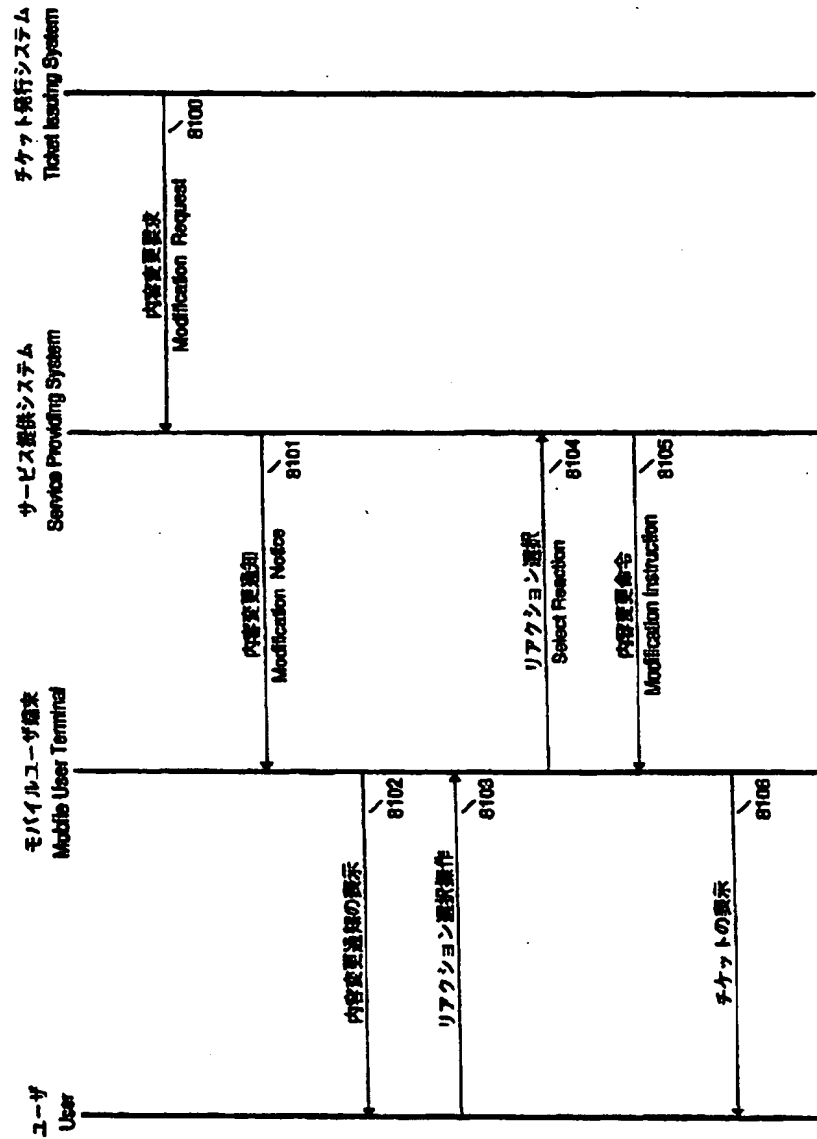 ユーザ
User
モバイルユーザ端末
Mobile User Terminal
サービス提供システム
Service Providing System
チケット発行システム
Ticket Issuing System
内容変更要求
Modification Request
8100
内容変更通知
Modification Notice
8101
内容変更通知の表示
8102
リアクション選択操作
8103
リアクション選択
Select Reaction
8104
内容変更命令
Modification Instruction
8105
チケットの表示
8106